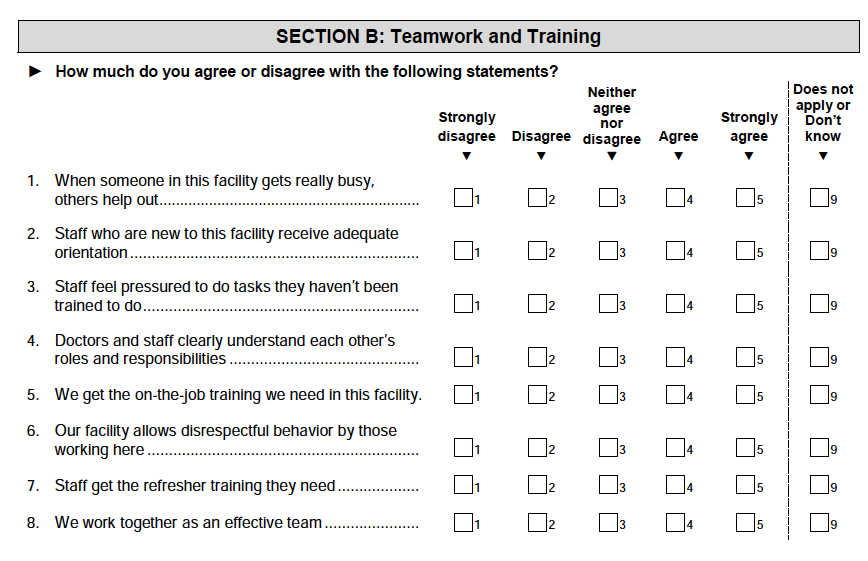 SECTION B: Teamwork and Training
► How much do you agree or disagree with the following statements?
Strongly disagree
Disagree
Neither agree nor disagree
Agree
Strongly agree
Does not apply or Don't know
▼ ▼ ▼ ▼ ▼ ▼
1. When someone in this facility gets really busy,
others help out............................................................... 1 2 3 4 5 9
2. Staff who are new to this facility receive adequate
orientation...................................................................... 1 2 3 4 5 9
3. Staff feel pressured to do tasks they haven't been
trained to do................................................................... 1 2 3 4 5 9
4. Doctors and staff clearly understand each other's
roles and responsibilities.............................................. 1 2 3 4 5 9
5. We get the on-the-job training we need in this facility. 1 2 3 4 5 9
6. Our facility allows disrespectful behavior by those
working here.................................................................. 1 2 3 4 5 9
7. Staff get the refresher training they need.................... 1 2 3 4 5 9
8. We work together as an effective team....................... 1 2 3 4 5 9